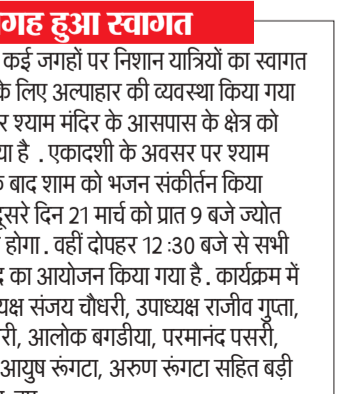 गह हुआ स्वागत
कई जगहों पर निशान यात्रियों का स्वागत
के लिए अल्पाहार की व्यवस्था किया गया
र श्याम मंदिर के आसपास के क्षेत्र को
या है . एकादशी के अवसर पर श्याम
के बाद शाम को भजन संकीर्तन किया
दूसरे दिन 21 मार्च को प्रात 9 बजे ज्योत
होगा . वहीं दोपहर 12 :30 बजे से सभी
द का आयोजन किया गया है . कार्यक्रम में
यक्ष संजय चौधरी, उपाध्यक्ष राजीव गुप्ता,
री, आलोक बगडीया, परमानंद पसरी,
आयुष रूंगटा, अरुण रूंगटा सहित बड़ी